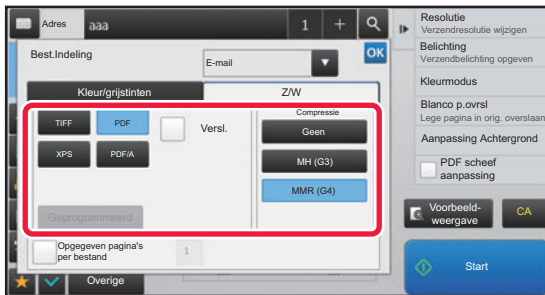 Adres
aaa
1
Best.Indeling
E-mail
OK
Kleur/grijstinten
Z/W
TIFF
PDF
Versl.
XPS
PDF/A
Geprogrammeerd
Compressie
Geen
MH (G3)
MMR (G4)
Opgegeven pagina's
per bestand
1
Overige
Resolutie
Verzendresolutie wijzigen
Belichting
Verzendbelichting opgeven
Kleurmodus
Blanco p.ovrsl
Lege pagina in orig. overslaan
Aanpassing Achtergrond
PDF scheef
aanpassing
Voorbeeld-
weergave
CA
Start